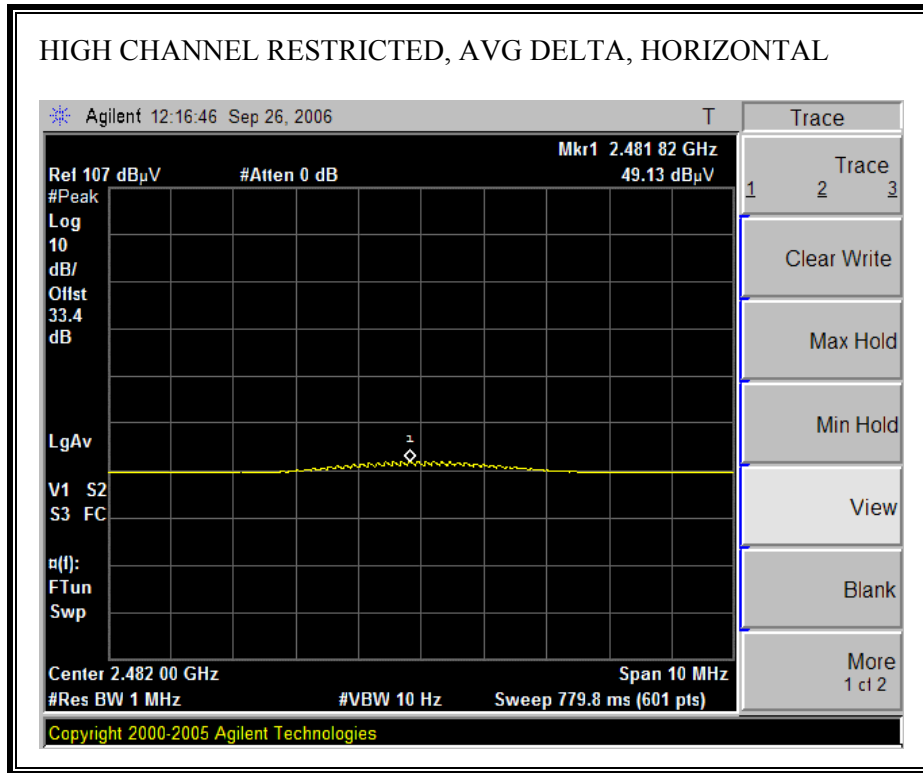 HIGH CHANNEL RESTRICTED, AVG DELTA, HORIZONTAL
Agilent 12:16:46 Sep 26, 2006 T
Mkr1 2.481 82 GHz
Ref 107 dBµV #Atten 0 dB 49.13 dBµV
#Peak
Log
10
dB/
Offst
33.4
dB
1
LgAv
V1 S2
S3 FC
¤(f):
FTun
Swp
Center 2.482 00 GHz Span 10 MHz
#Res BW 1 MHz #VBW 10 Hz Sweep 779.8 ms (601 pts)
Copyright 2000-2005 Agilent Technologies
Trace
Trace
1 2 3
Clear Write
Max Hold
Min Hold
View
Blank
More
1 of 2